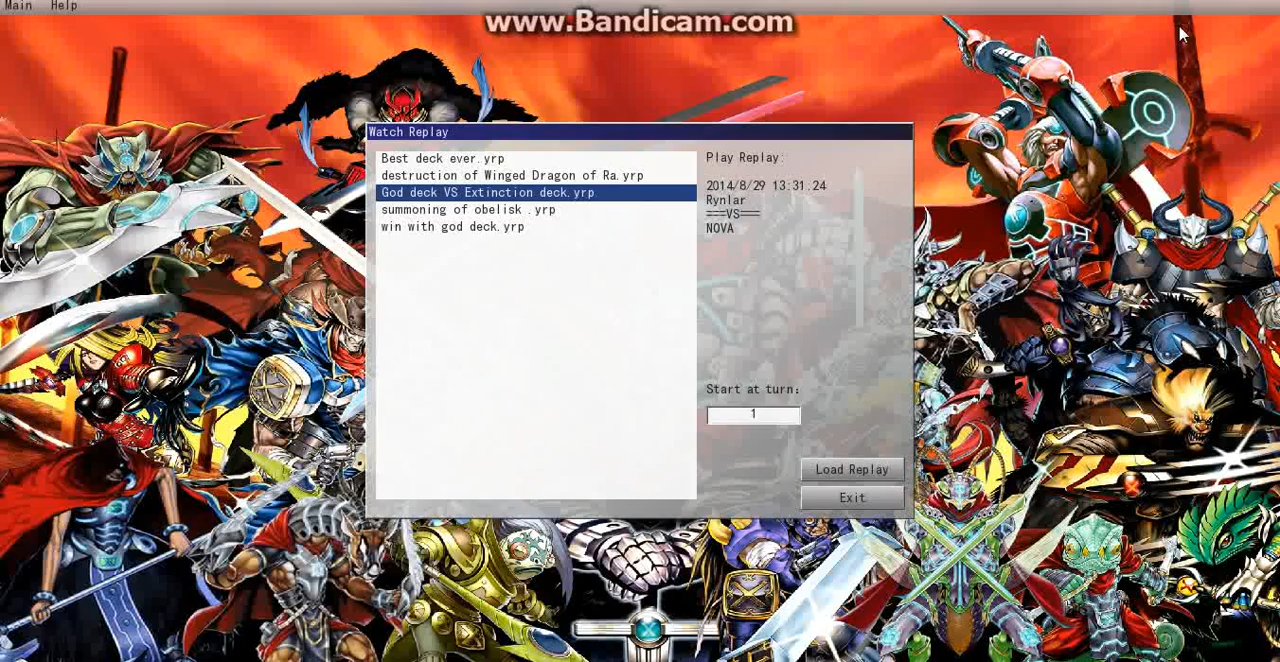 Main Help
www.Bandicam.com
Watch Replay
Best deck ever.yrp
destruction of Winged Dragon of Ra.yrp
God deck VS Extinction deck.yrp
summoning of obelisk .yrp
win with god deck.yrp
Play Replay:
2014/8/29 13:31.24
Rynlar
===VS===
NOVA
Start at turn:
1
Load Replay
Exit